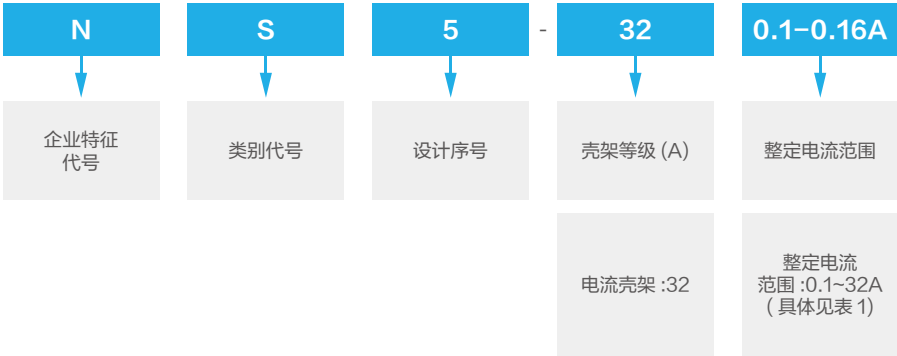 N S 5 - 32 0.1-0.16A
企业特征
代号
类别代号
设计序号
壳架等级 (A)
整定电流范围
电流壳架 :32
整定电流
范围 :0.1~32A
( 具体见表 1)